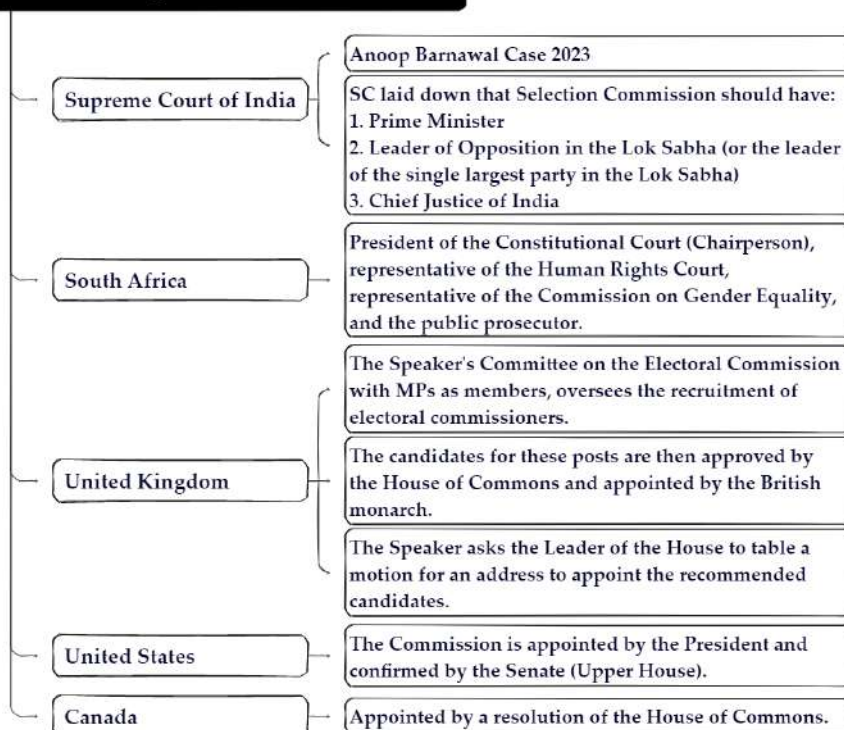 Supreme Court of India
Anoop Barnawal Case 2023
SC laid down that Selection Commission should have:
1. Prime Minister
2. Leader of Opposition in the Lok Sabha (or the leader
of the single largest party in the Lok Sabha)
3. Chief Justice of India
South Africa
President of the Constitutional Court (Chairperson),
representative of the Human Rights Court,
representative of the Commission on Gender Equality,
and the public prosecutor.
United Kingdom
The Speaker's Committee on the Electoral Commission
with MPs as members, oversees the recruitment of
electoral commissioners.
The candidates for these posts are then approved by
the House of Commons and appointed by the British
monarch.
The Speaker asks the Leader of the House to table a
motion for an address to appoint the recommended
candidates.
United States
The Commission is appointed by the President and
confirmed by the Senate (Upper House).
Canada
Appointed by a resolution of the House of Commons.